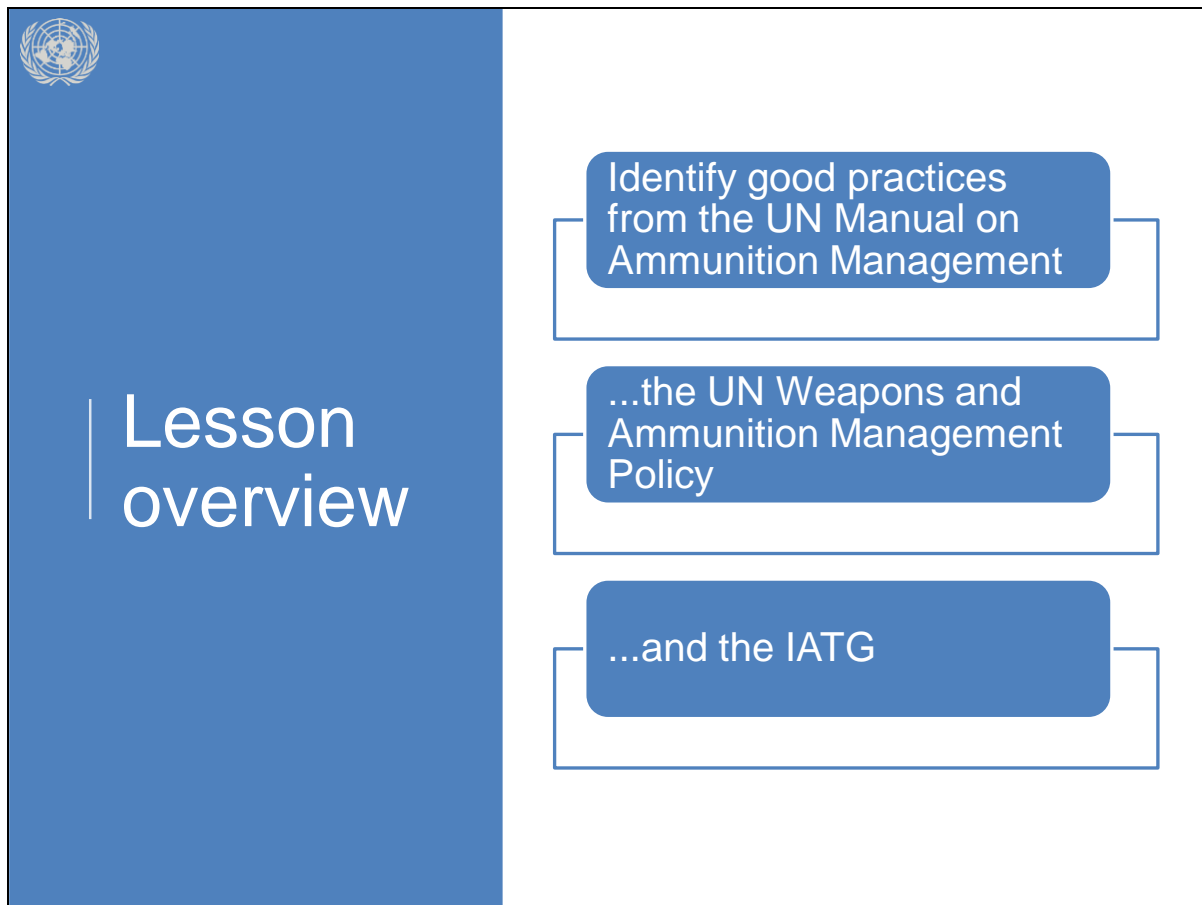 Lesson
overview
Identify good practices
from the UN Manual on
Ammunition Management
...the UN Weapons and
Ammunition Management
Policy
...and the IATG